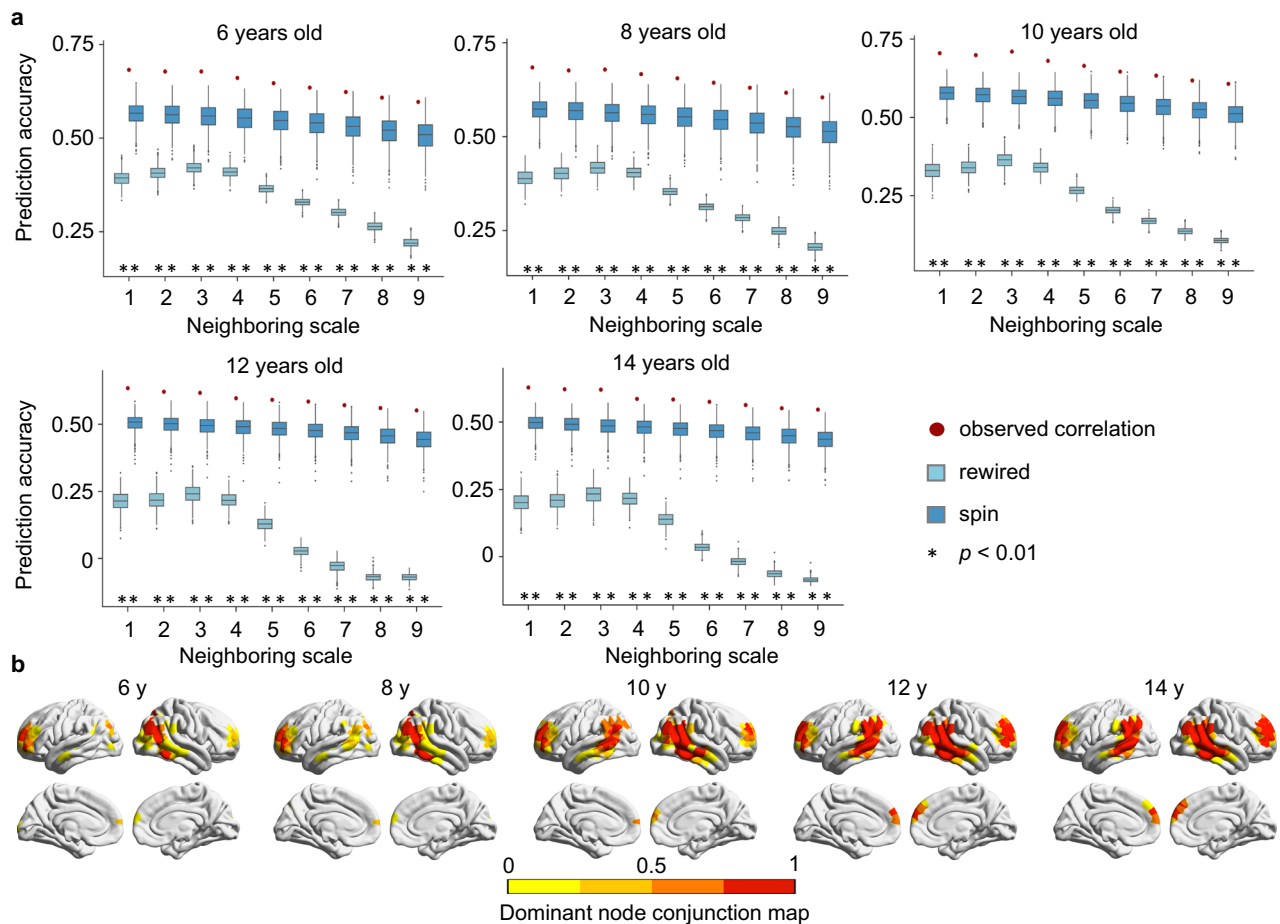 a
6 years old
8 years old
10 years old
0.75
0.50
0.25
Prediction accuracy
** ** ** ** ** ** ** ** **
1 2 3 4 5 6 7 8 9
Neighboring scale
0.75
0.50
0.25
** ** ** ** ** ** ** ** **
1 2 3 4 5 6 7 8 9
Neighboring scale
0.75
0.50
0.25
** ** ** ** ** ** ** ** **
1 2 3 4 5 6 7 8 9
Neighboring scale
12 years old
14 years old
0.50
0.25
0
Prediction accuracy
** ** ** ** ** ** ** ** **
1 2 3 4 5 6 7 8 9
Neighboring scale
0.50
0.25
0
** ** ** ** ** ** ** ** **
1 2 3 4 5 6 7 8 9
Neighboring scale
observed correlation
rewired
spin
* p < 0.01
b
6 y
8 y
10 y
12 y
14 y
0 0.5 1
Dominant node conjunction map